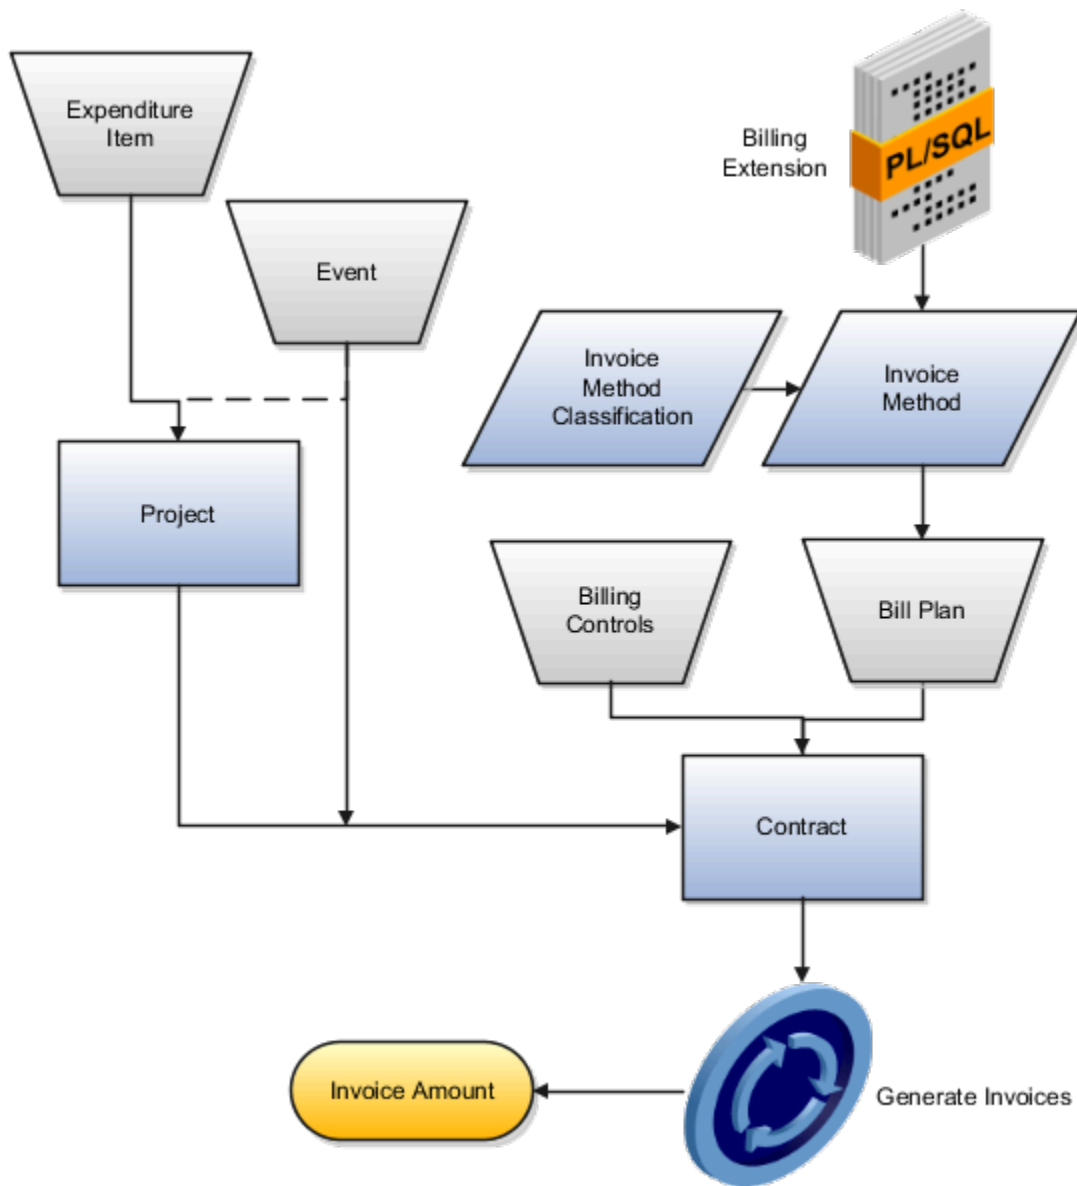 Expenditure
Item
Event
Billing
Extension
PL/SQL
Invoice
Method
Classification
Invoice
Method
Project
Billing
Controls
Bill Plan
Contract
Invoice Amount
Generate Invoices